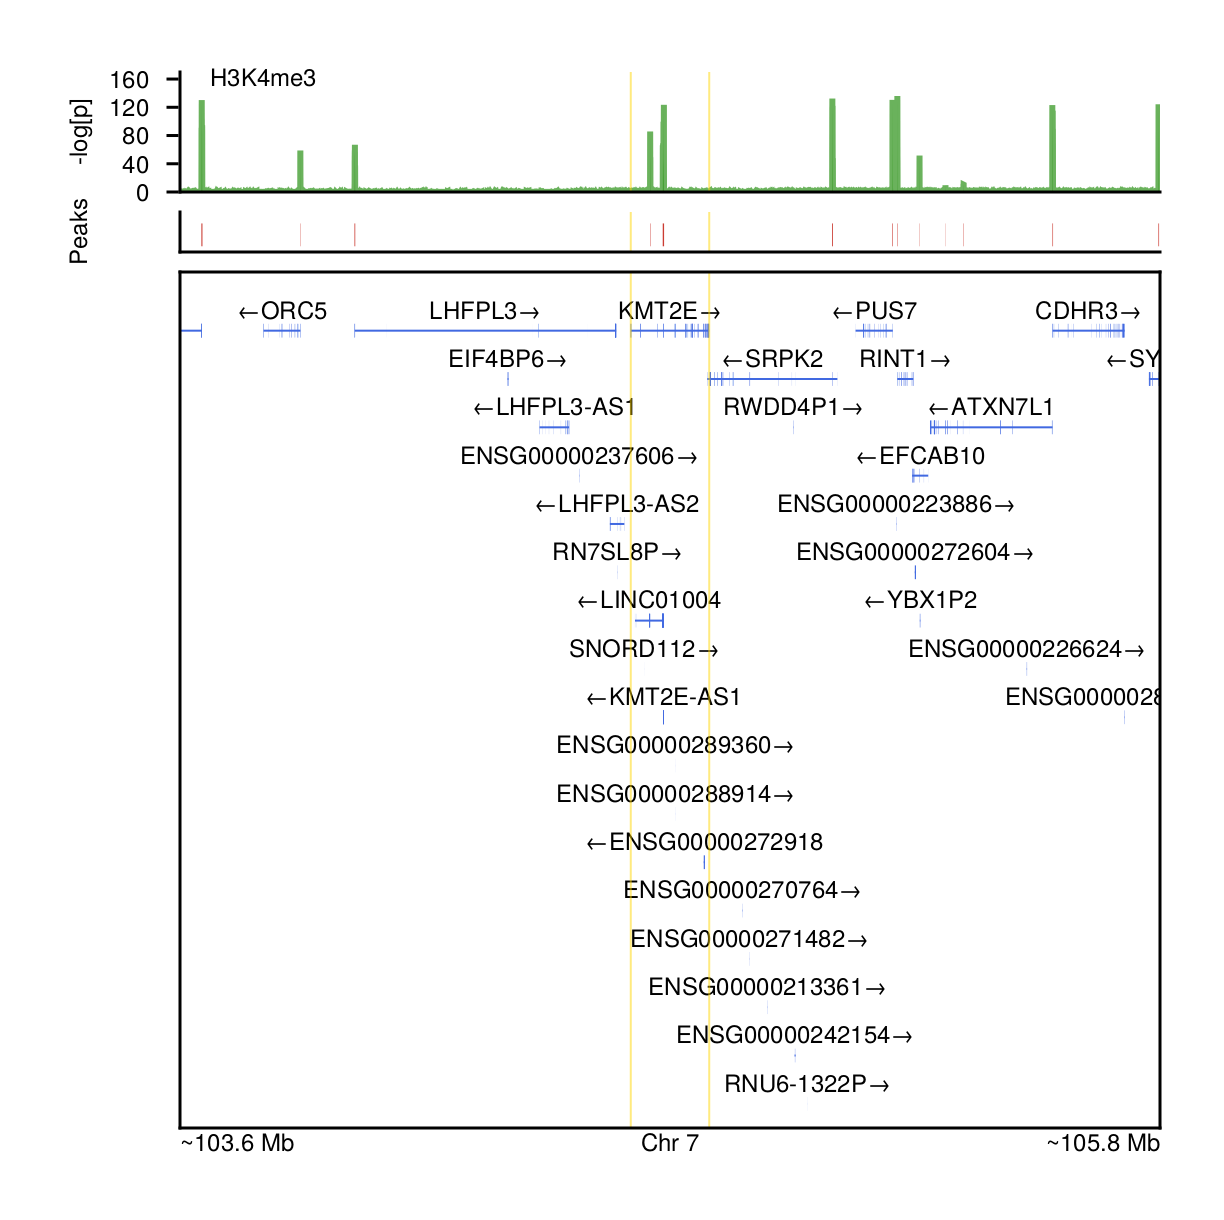 H3K4me3
160
120
80
40
0
-log[p]
Peaks
←ORC5 LHFPL3→ KMT2E→ ←PUS7 CDHR3→
EIF4BP6→ ←SRPK2 RINT1→ ←SY
←LHFPL3-AS1 RWDD4P1→ ←ATXN7L1
ENSG00000237606→ ←EFCAB10
←LHFPL3-AS2 ENSG00000223886→
RN7SL8P→ ENSG00000272604→
←LINC01004 ←YBX1P2
SNORD112→ ENSG00000226624→
←KMT2E-AS1 ENSG0000028
ENSG00000289360→
ENSG00000288914→
←ENSG00000272918
ENSG00000270764→
ENSG00000271482→
ENSG00000213361→
ENSG00000242154→
RNU6-1322P→
~103.6 Mb Chr 7 ~105.8 Mb